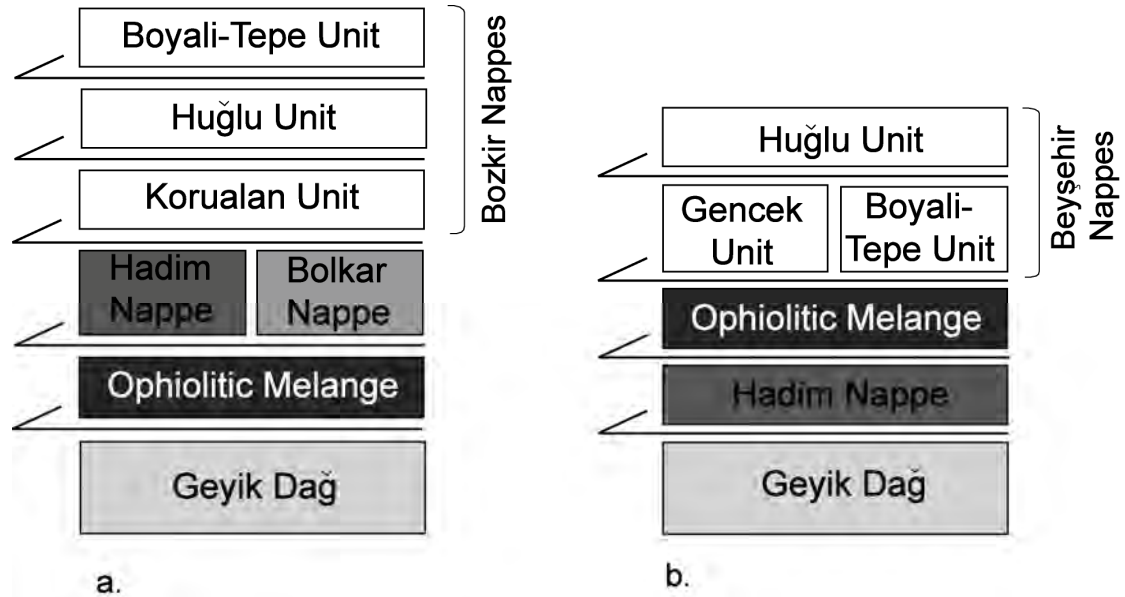 Boyali-Tepe Unit
Huğlu Unit
Korualan Unit
Bozkir Nappes
Hadim
Nappe
Bolkar
Nappe
Ophiolitic Melange
Geyik Dağ
a.
Huğlu Unit
Gencek
Unit
Boyali-
Tepe Unit
Beyşehir
Nappes
Ophiolitic Melange
Hadim Nappe
Geyik Dağ
b.